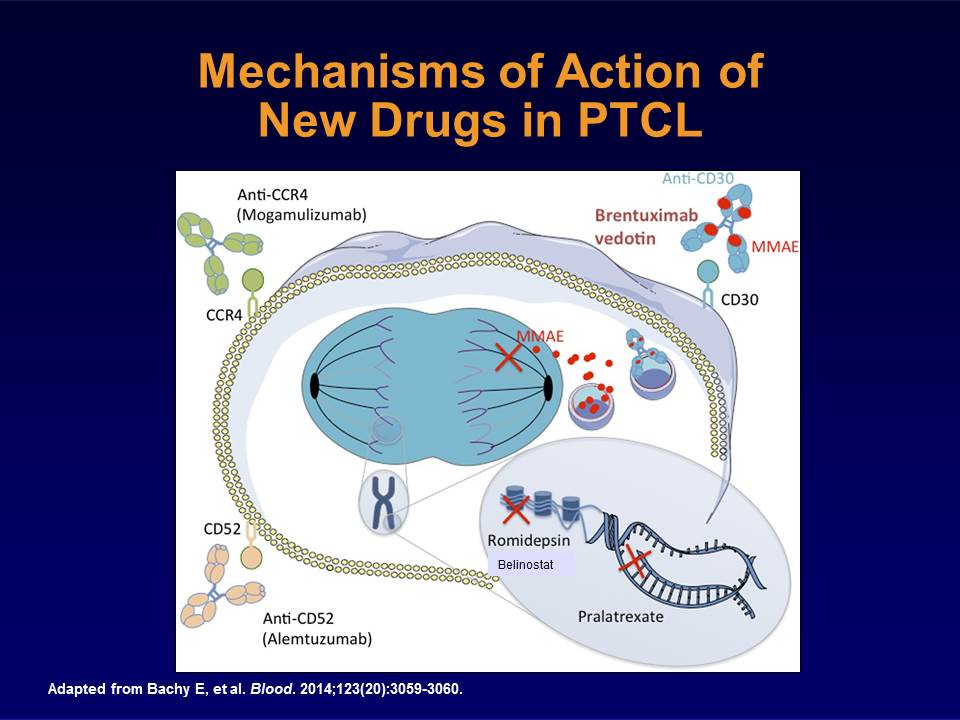 Mechanisms of Action of
New Drugs in PTCL
Anti-CCR4
(Mogamulizumab)
CCR4
Anti-CD30
Brentuximab
vedotin
MMAE
CD30
MMAE
CD52
Anti-CD52
(Alemtuzumab)
Romidepsin
Belinostat
Pralatrexate
Adapted from Bachy E, et al. Blood. 2014;123(20):3059-3060.